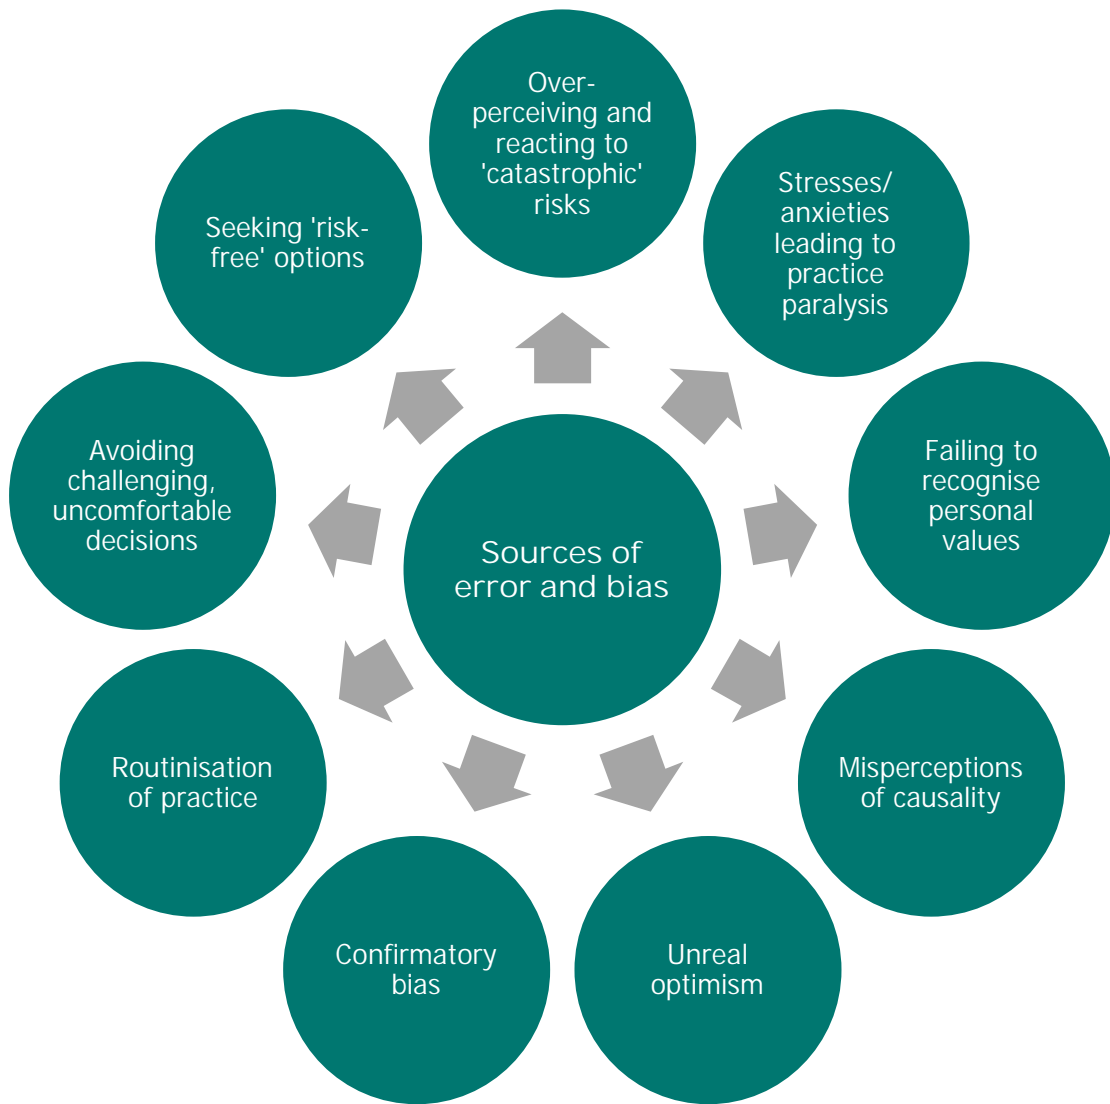 Over-
perceiving and
reacting to
'catastrophic'
risks
Stresses/
anxieties
leading to
practice
paralysis
Failing to
recognise
personal
values
Misperceptions
of causality
Unreal
optimism
Confirmatory
bias
Routinisation
of practice
Avoiding
challenging,
uncomfortable
decisions
Seeking 'risk-
free' options
Sources of
error and bias